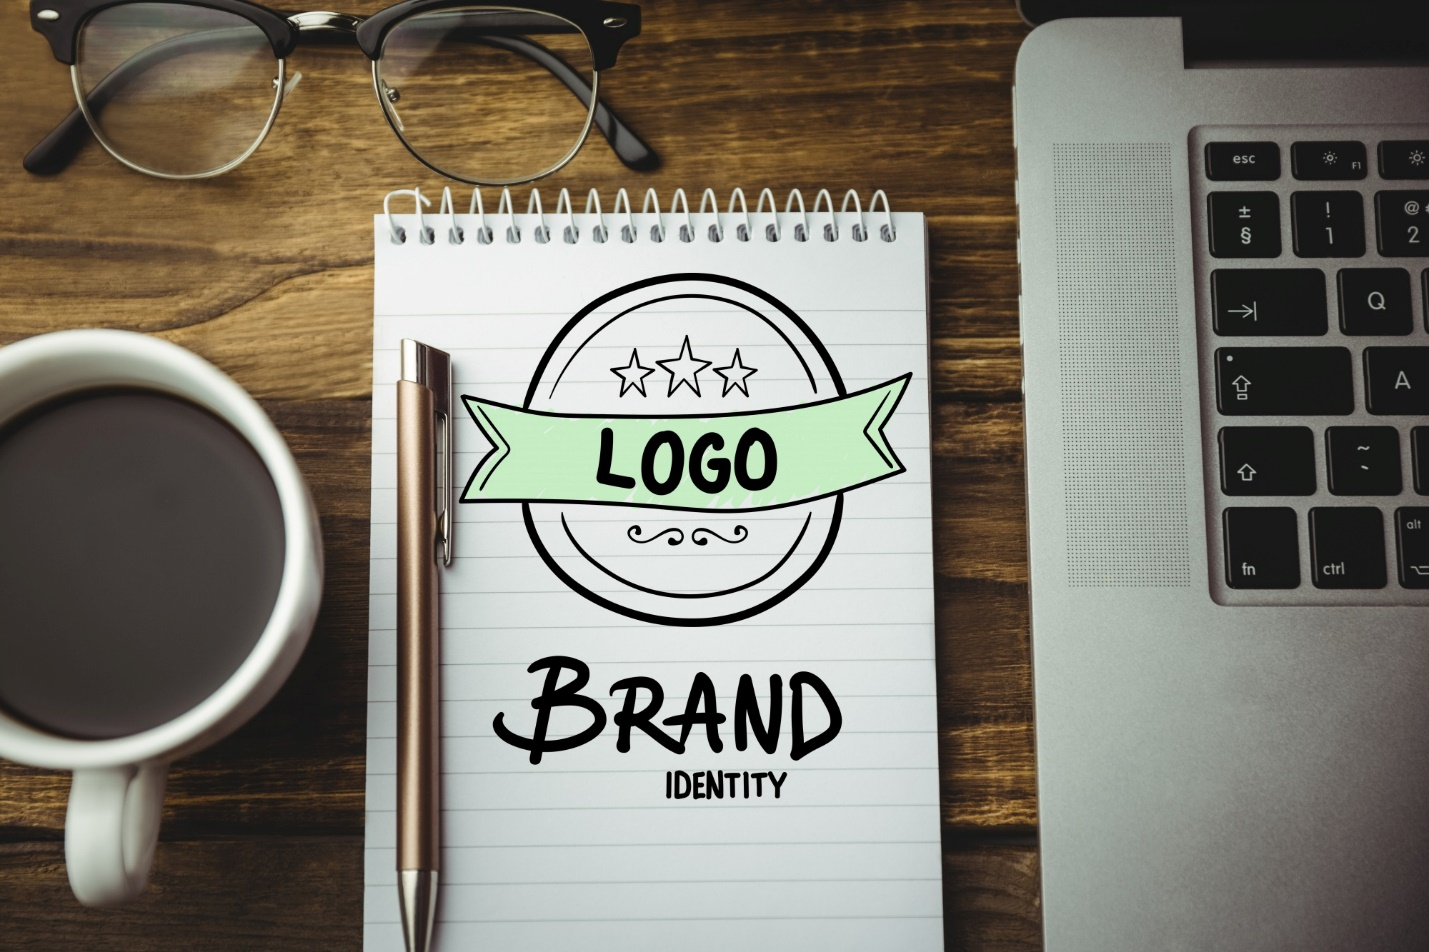 LOGO
BRAND
IDENTITY
esc
F1
± ! @
§ 1 2
Q
A
~
fn ctrl alt